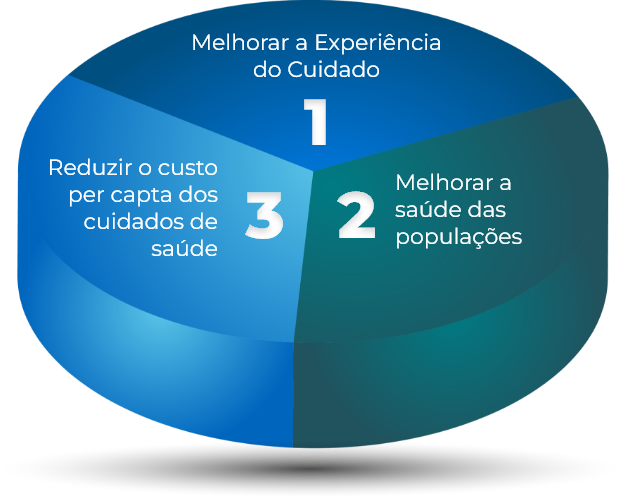 Melhorar a Experiência
do Cuidado
1
Reduzir o custo
per capta dos
cuidados de
saúde
3
2
Melhorar a
saúde das
populações